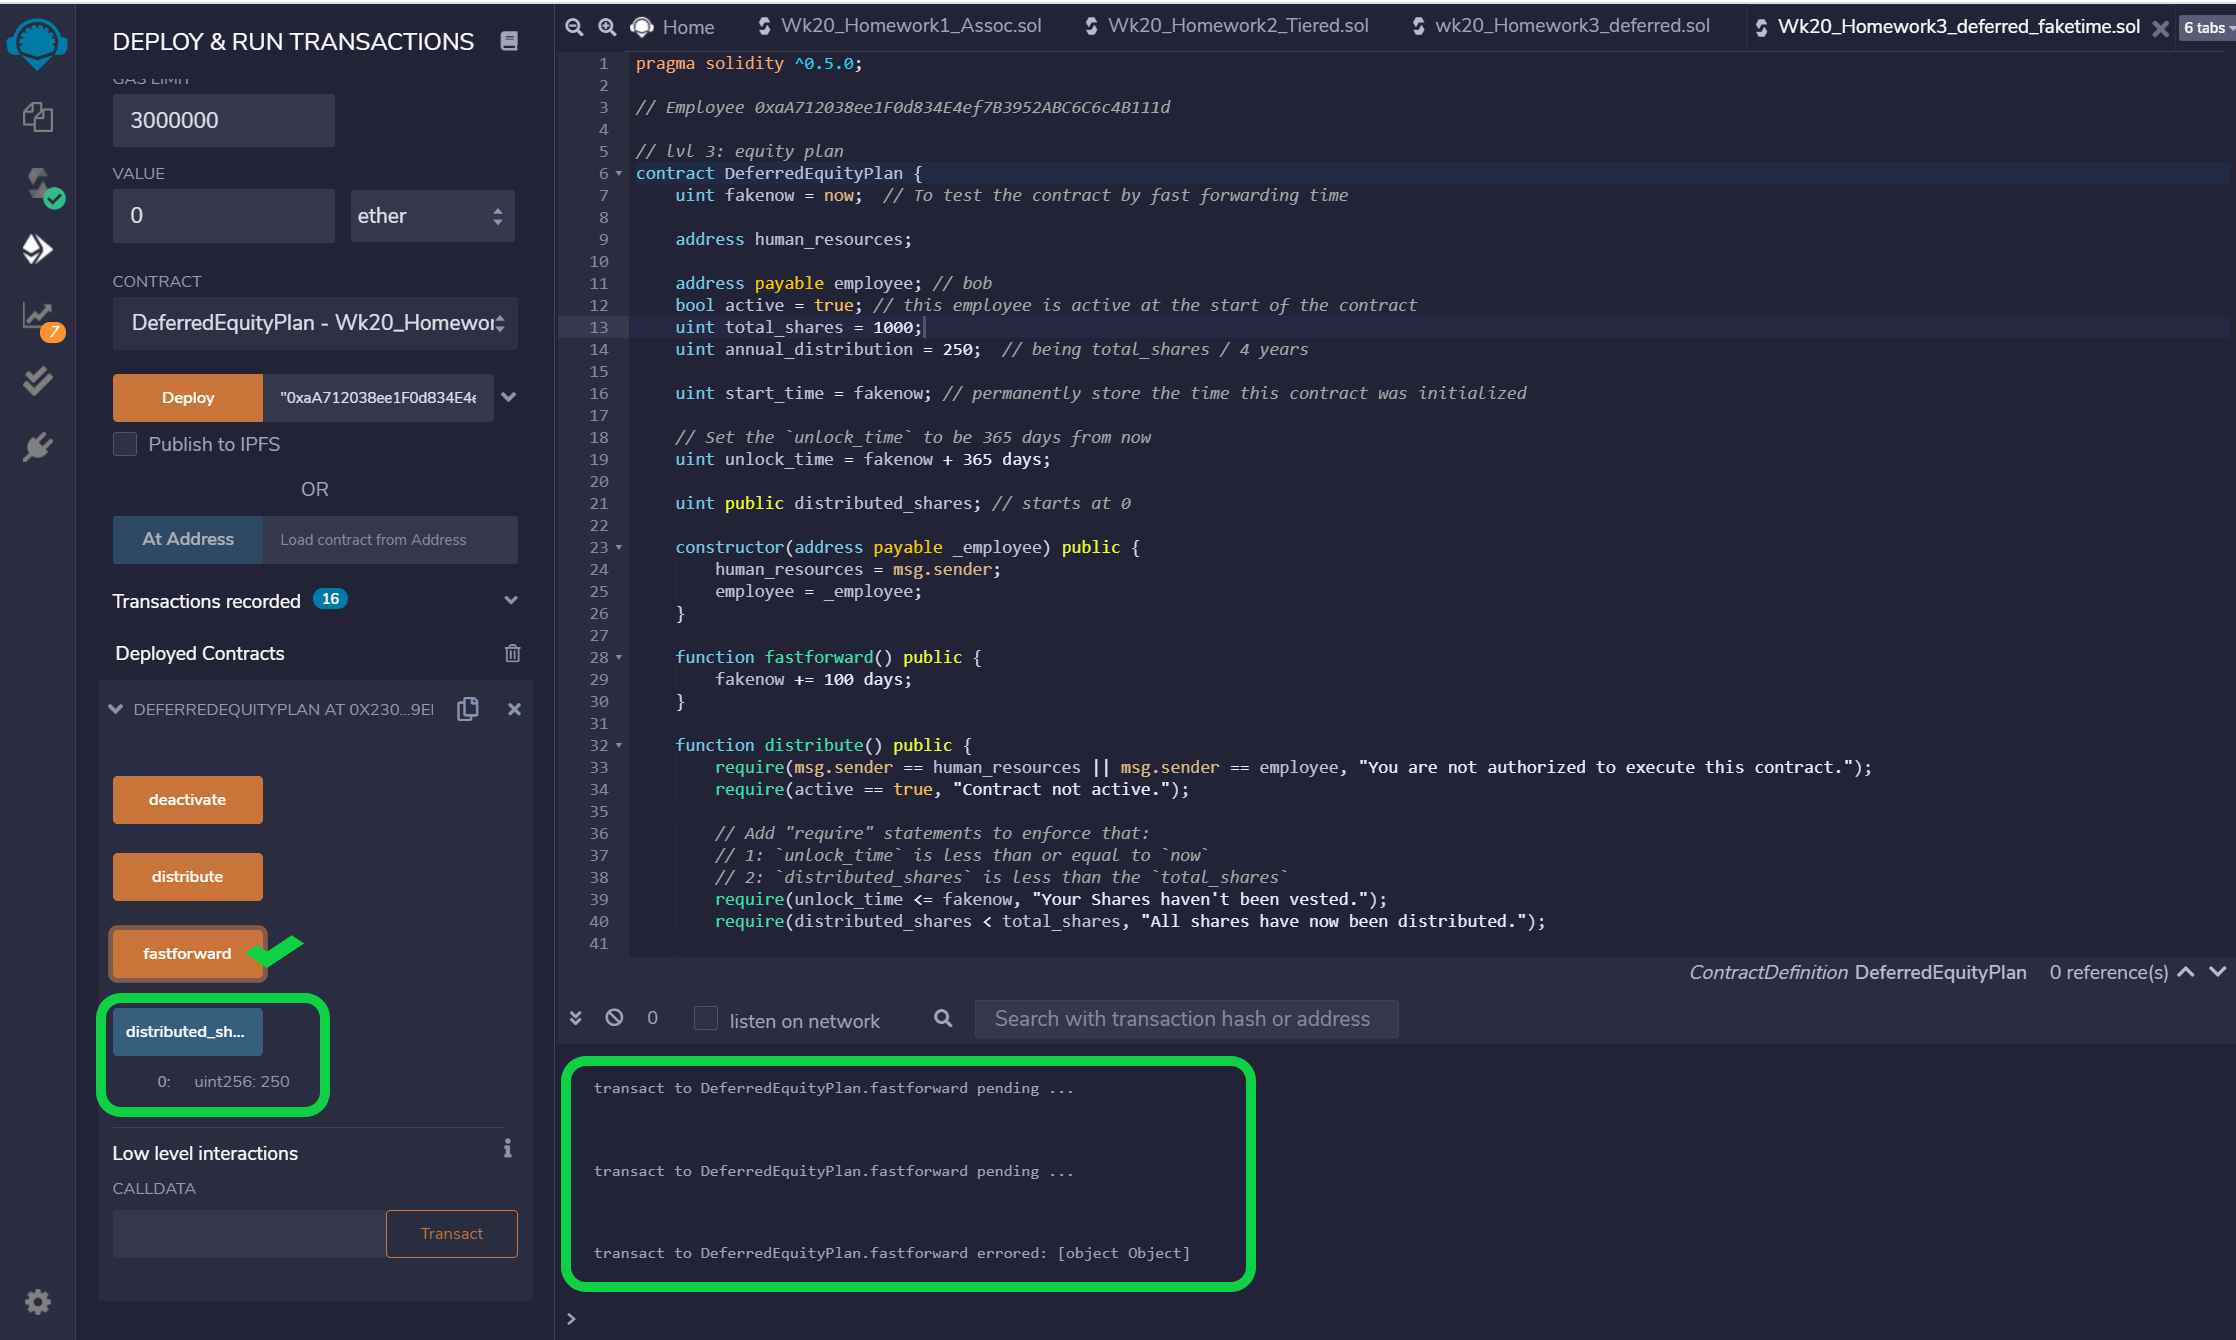 DEPLOY & RUN TRANSACTIONS
GAS LIMIT
3000000
VALUE
0
ether
CONTRACT
DeferredEquityPlan - Wk20_Homewor
Deploy
"0xaA712038ee1F0d834E4e
Publish to IPFS
OR
At Address
Load contract from Address
Transactions recorded 16
Deployed Contracts
DEFERREDEQUITYPLAN AT 0X230...9EI
deactivate
distribute
fastforward
distributed_sh...
0: uint256: 250
Low level interactions
i
CALLDATA
Transact
7
Home
Wk20_Homework1_Assoc.sol
Wk20_Homework2_Tiered.sol
wk20_Homework3_deferred.sol
Wk20_Homework3_deferred_faketime.sol
6 tabs
1 pragma solidity ^0.5.0;
2
3 // Employee 0xaA712038ee1F0d834E4ef7B3952ABC6C6c4B111d
4
5 // lvl 3: equity plan
6 contract DeferredEquityPlan {
7 uint fakenow = now; // To test the contract by fast forwarding time
8
9 address human_resources;
10
11 address payable employee; // bob
12 bool active = true; // this employee is active at the start of the contract
13 uint total_shares = 1000;
14 uint annual_distribution = 250; // being total_shares / 4 years
15
16 uint start_time = fakenow; // permanently store the time this contract was initialized
17
18 // Set the `unlock_time` to be 365 days from now
19 uint unlock_time = fakenow + 365 days;
20
21 uint public distributed_shares; // starts at 0
22
23 constructor(address payable _employee) public {
24 human_resources = msg.sender;
25 employee = _employee;
26 }
27
28 function fastforward() public {
29 fakenow += 100 days;
30 }
31
32 function distribute() public {
33 require(msg.sender == human_resources || msg.sender == employee, "You are not authorized to execute this contract.");
34 require(active == true, "Contract not active.");
35
36 // Add "require" statements to enforce that:
37 // 1: `unlock_time` is less than or equal to `now`
38 // 2: `distributed_shares` is less than the `total_shares`
39 require(unlock_time <= fakenow, "Your Shares haven't been vested.");
40 require(distributed_shares < total_shares, "All shares have now been distributed.");
41
ContractDefinition DeferredEquityPlan 0 reference(s)
0
listen on network
Search with transaction hash or address
transact to DeferredEquityPlan.fastforward pending ...
transact to DeferredEquityPlan.fastforward pending ...
transact to DeferredEquityPlan.fastforward errored: [object Object]
>